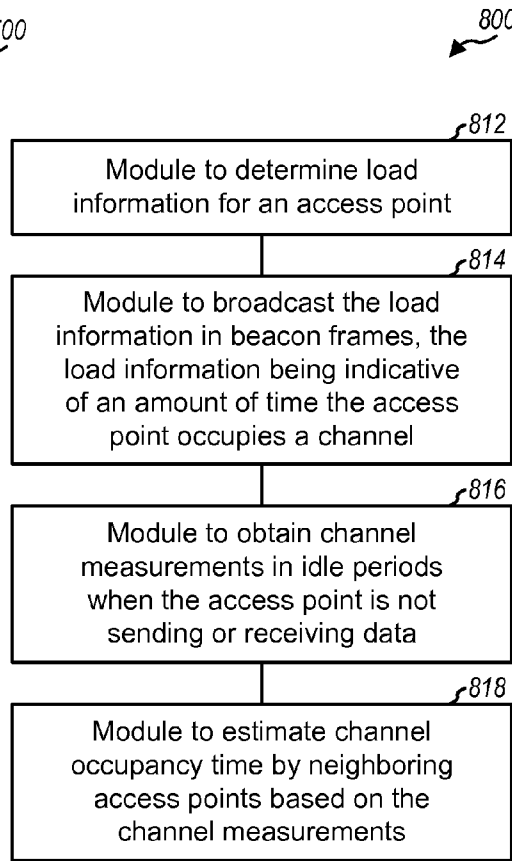 800
812
Module to determine load
information for an access point
814
Module to broadcast the load
information in beacon frames, the
load information being indicative
of an amount of time the access
point occupies a channel
816
Module to obtain channel
measurements in idle periods
when the access point is not
sending or receiving data
818
Module to estimate channel
occupancy time by neighboring
access points based on the
channel measurements